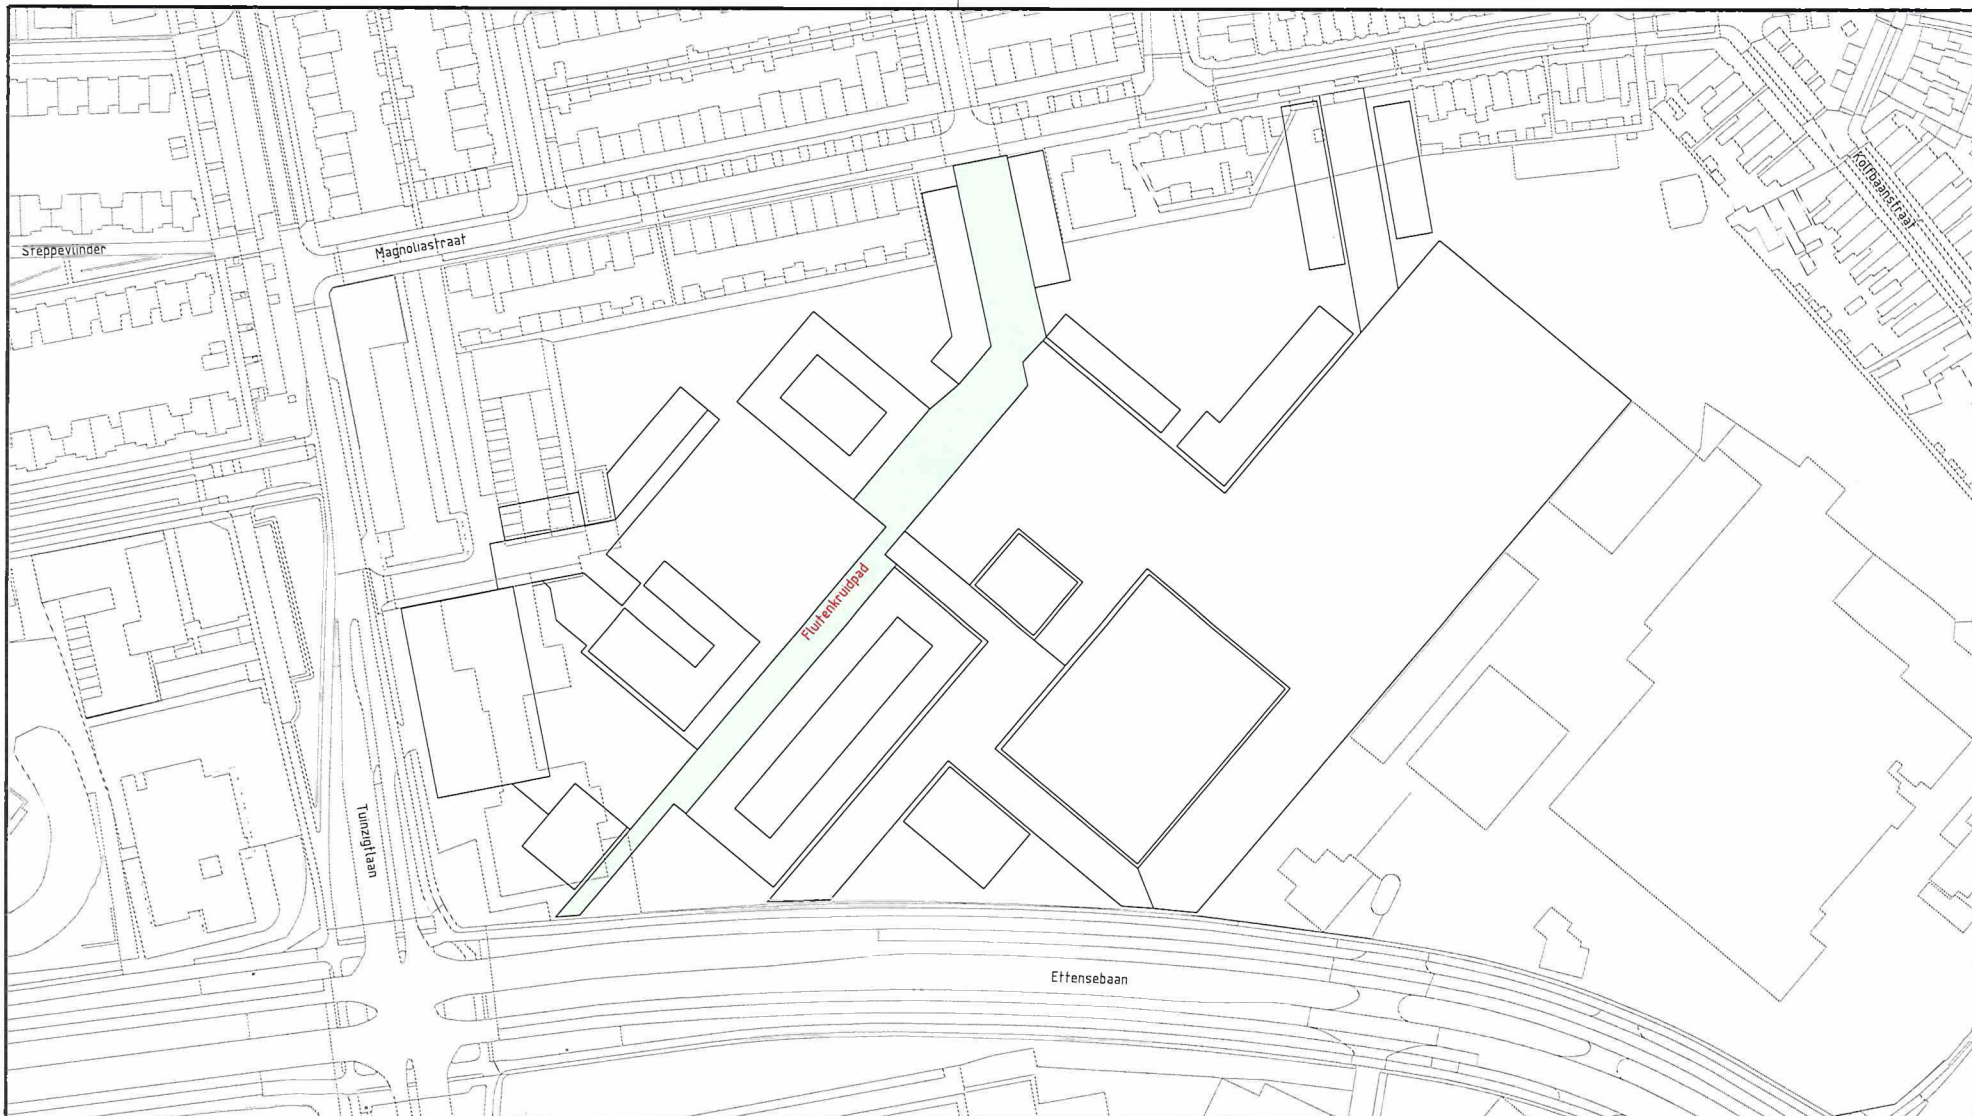 Kolfbaanstraat
Steppevlinder
Magnoliastraat
Fluitenkruidpad
Tuinzigtlaan
Ettensebaan